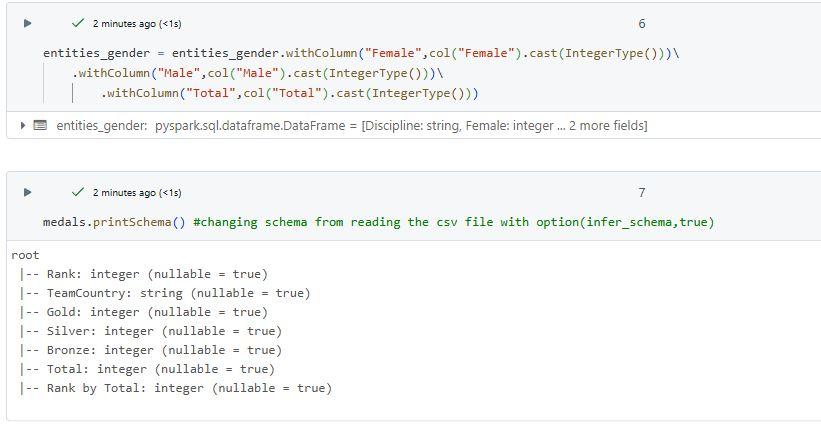 2 minutes ago (<1s)
6
entities_gender = entities_gender.withColumn("Female",col("Female").cast(IntegerType()))\
.withColumn("Male",col("Male").cast(IntegerType()))\
.withColumn("Total",col("Total").cast(IntegerType()))
entities_gender: pyspark.sql.dataframe.DataFrame = [Discipline: string, Female: integer ... 2 more fields]
2 minutes ago (<1s)
7
medals.printSchema() #changing schema from reading the csv file with option(infer_schema,true)
root
|-- Rank: integer (nullable = true)
|-- TeamCountry: string (nullable = true)
|-- Gold: integer (nullable = true)
|-- Silver: integer (nullable = true)
|-- Bronze: integer (nullable = true)
|-- Total: integer (nullable = true)
|-- Rank by Total: integer (nullable = true)